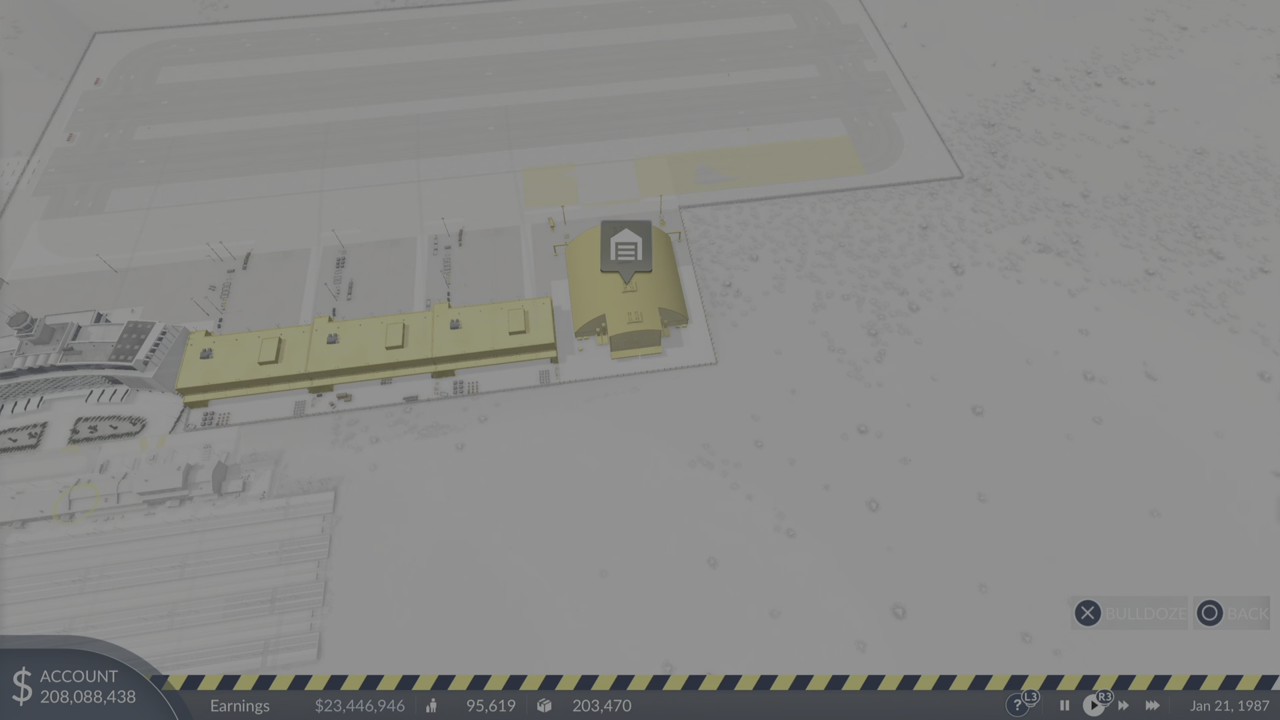 BULLDOZE
BACK
$ ACCOUNT
208,088,438
Earnings $23,446,946 95,619 203,470 ? L3 R3 Jan 21, 1987